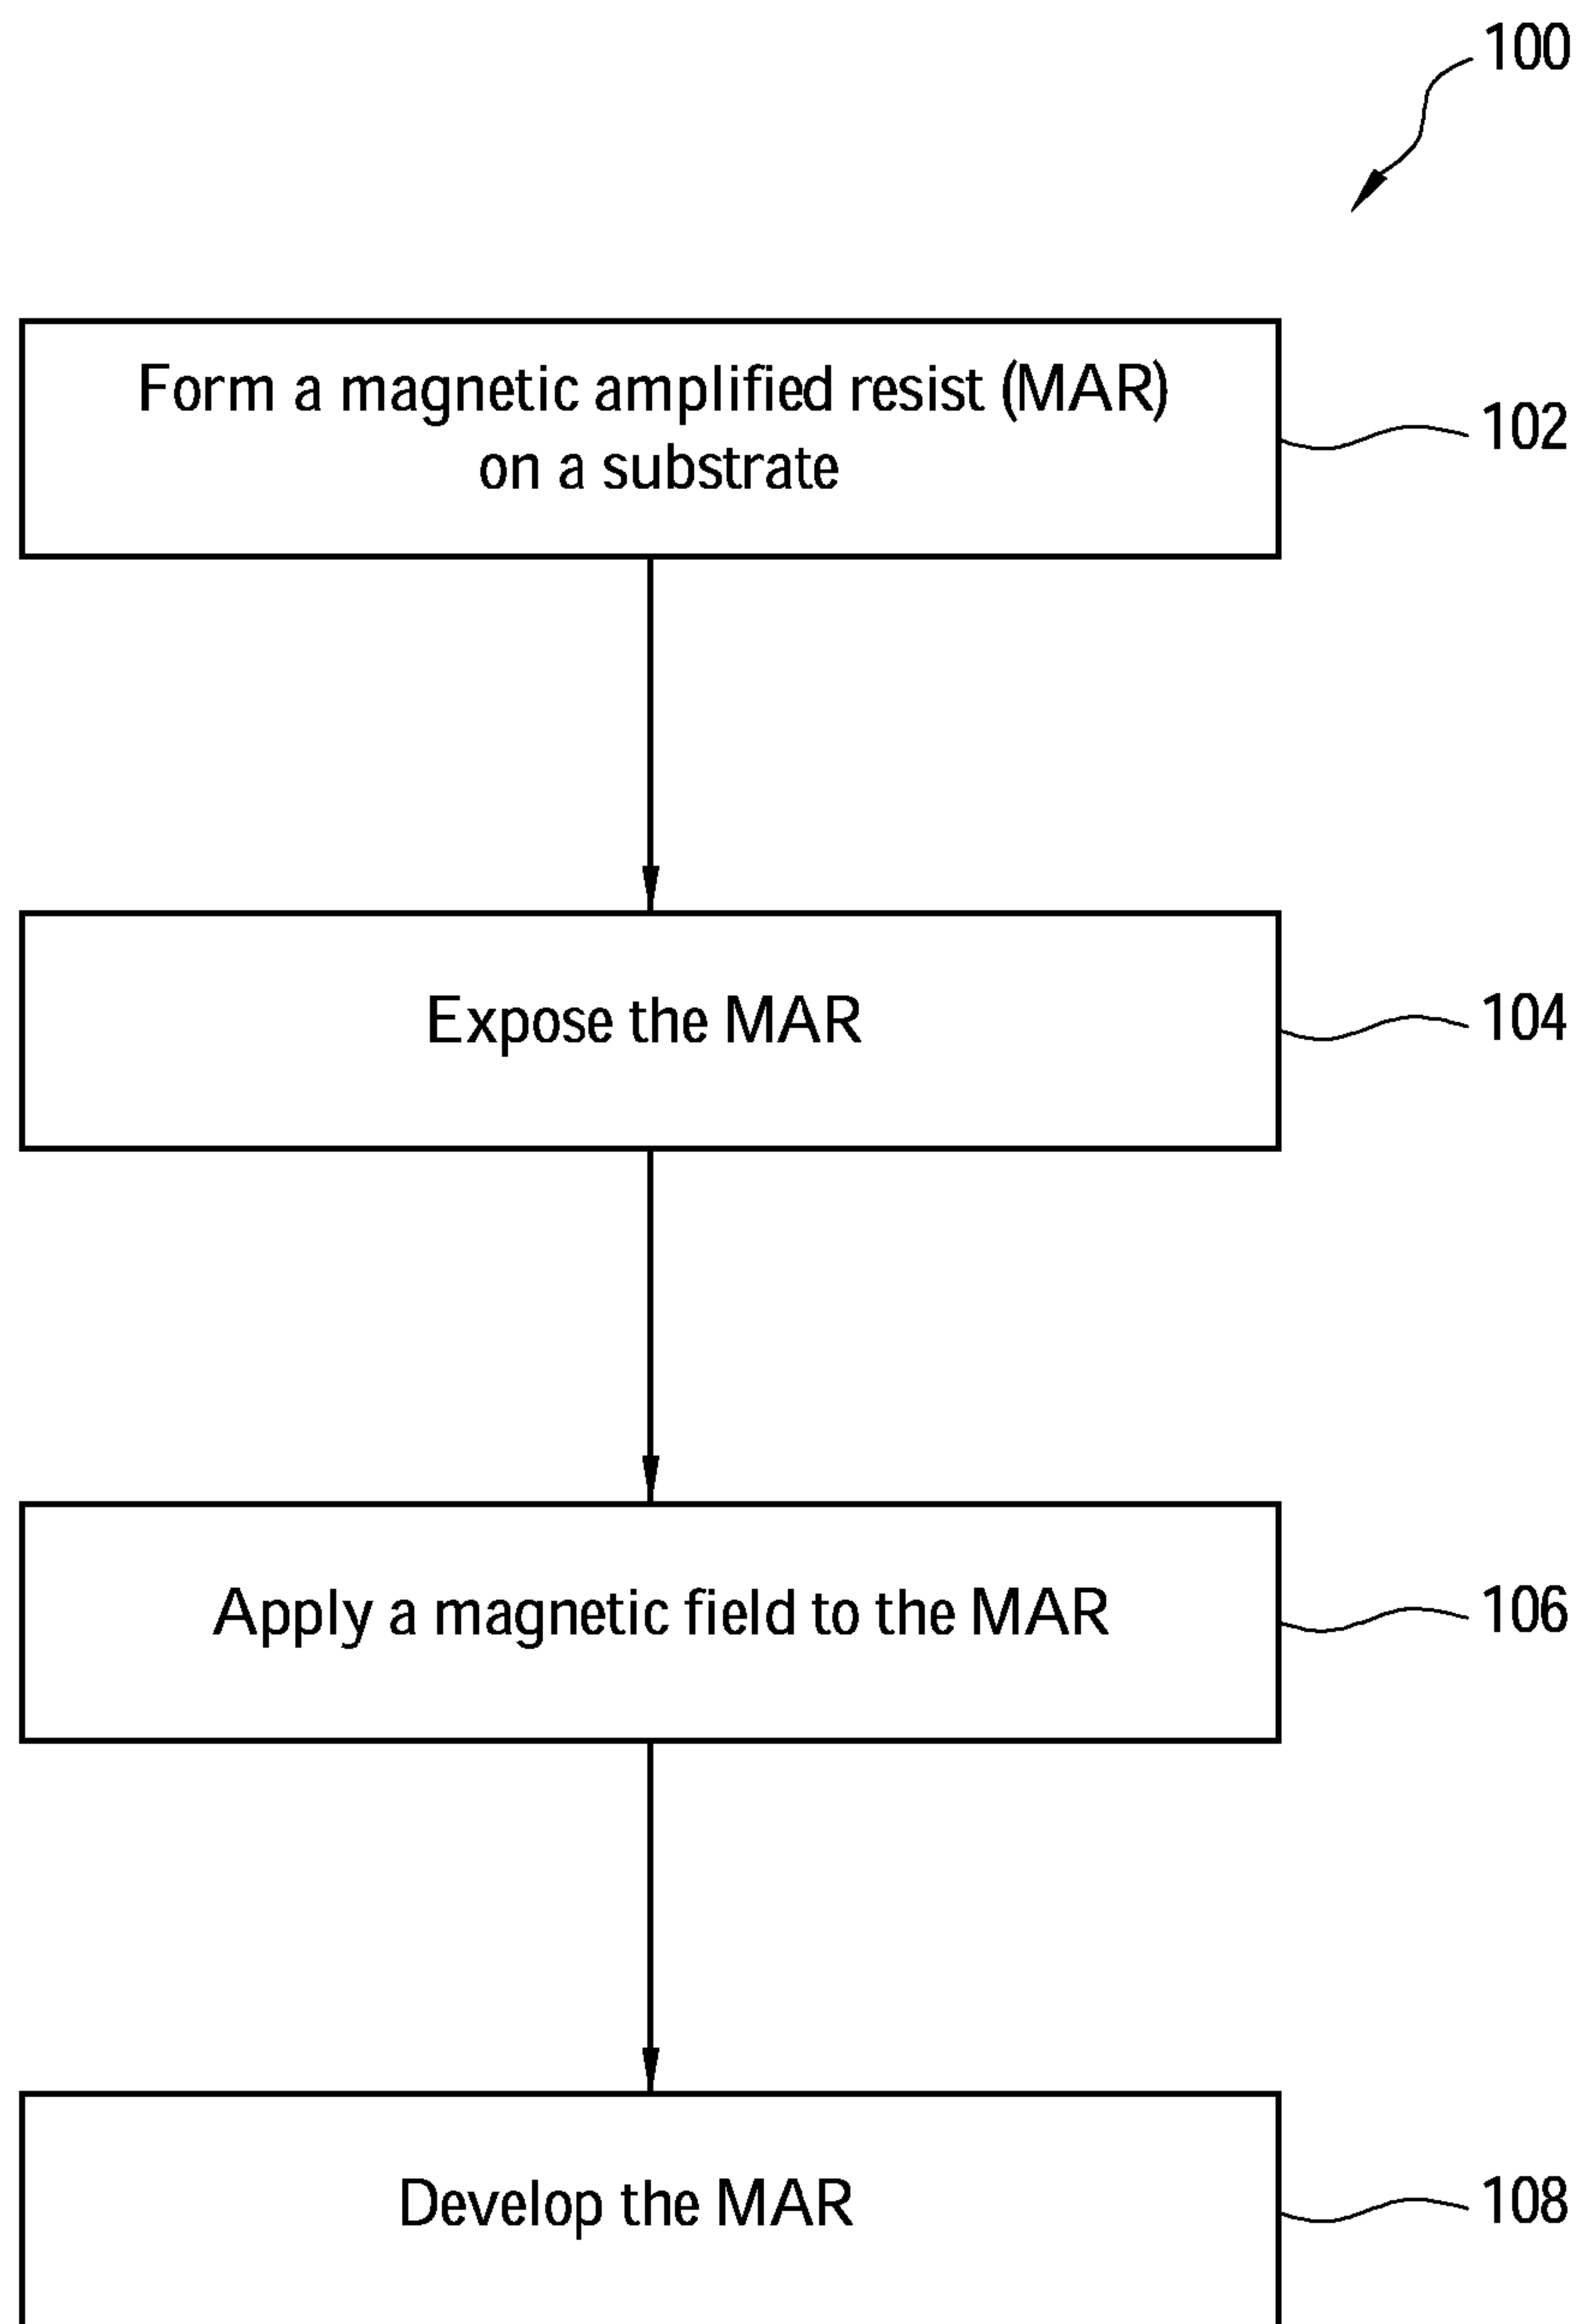 100
Form a magnetic amplified resist (MAR)
on a substrate
102
Expose the MAR
104
Apply a magnetic field to the MAR
106
Develop the MAR
108